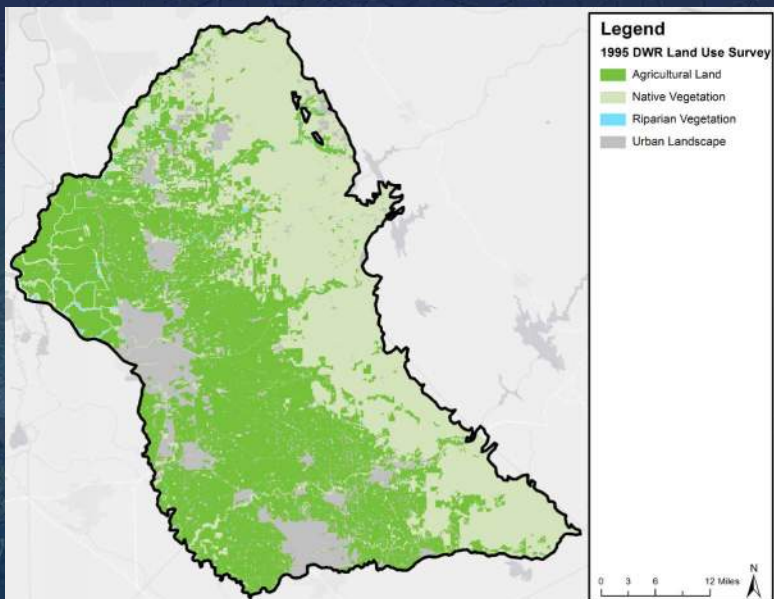 Legend
1995 DWR Land Use Survey
Agricultural Land
Native Vegetation
Riparian Vegetation
Urban Landscape
N
0 3 6 12 Miles